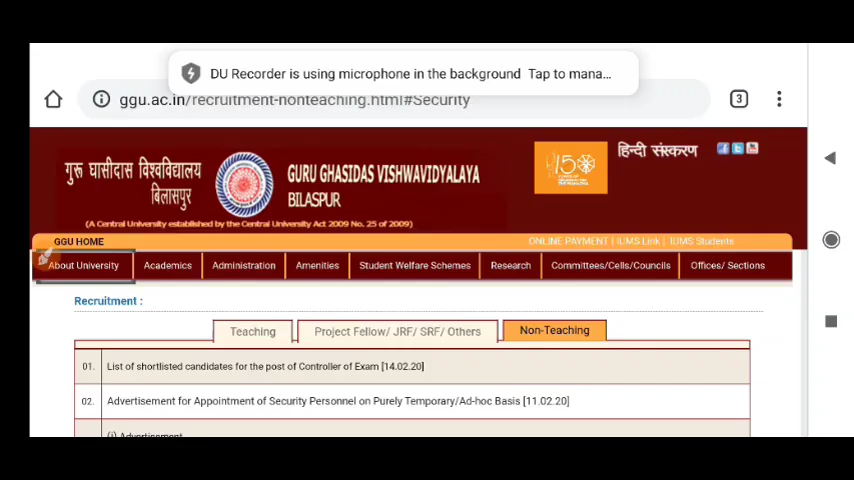 DU Recorder is using microphone in the background Tap to mana...
ggu.ac.in/recruitment-nonteaching.html#Security
3
गुरू घासीदास विश्वविद्यालय
बिलासपुर
GURU GHASIDAS VISHWAVIDYALAYA
BILASPUR
(A Central University established by the Central University Act 2009 No. 25 of 2009)
150
हिन्दी संस्करण
GGU HOME
ONLINE PAYMENT | IUMS Link | IUMS Students
About University
Academics
Administration
Amenities
Student Welfare Schemes
Research
Committees/Cells/Councils
Offices/ Sections
Recruitment :
Teaching
Project Fellow/ JRF/ SRF/ Others
Non-Teaching
01. List of shortlisted candidates for the post of Controller of Exam [14.02.20]
02. Advertisement for Appointment of Security Personnel on Purely Temporary/Ad-hoc Basis [11.02.20]
(i) Advertisement